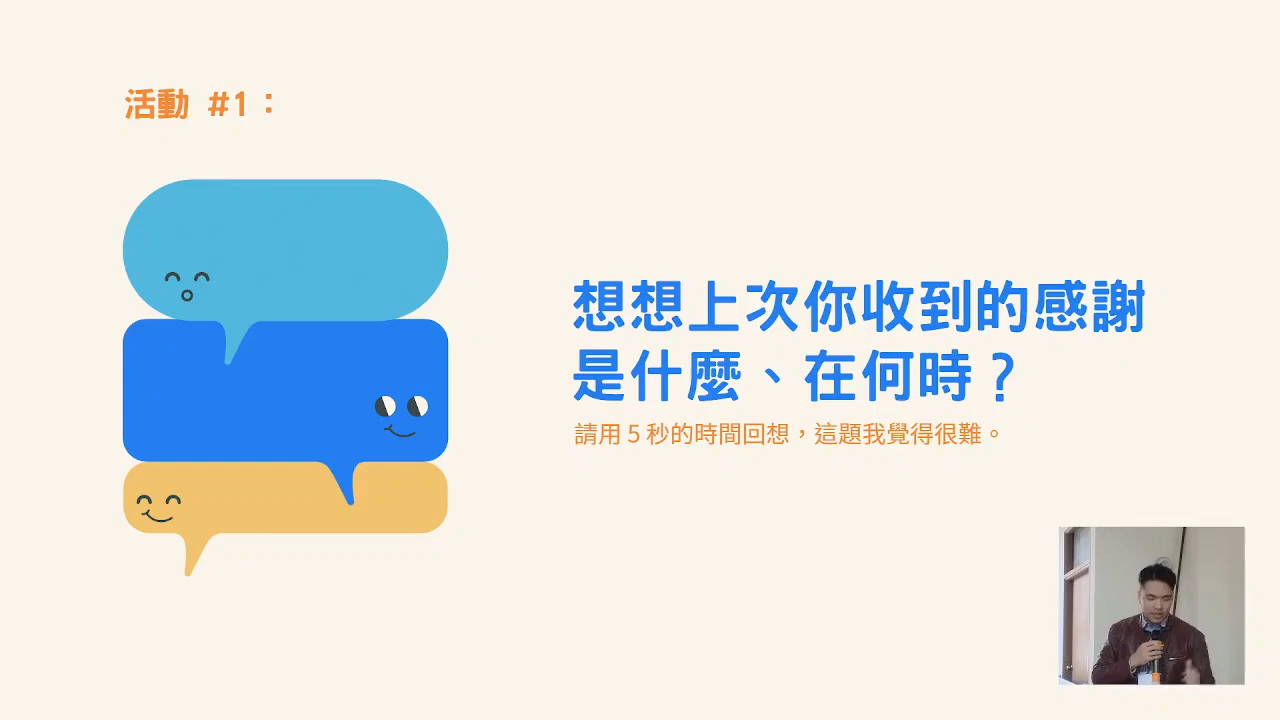 活動 #1：
想想上次你收到的感謝
是什麼、在何時？
請用 5 秒的時間回想，這題我覺得很難。